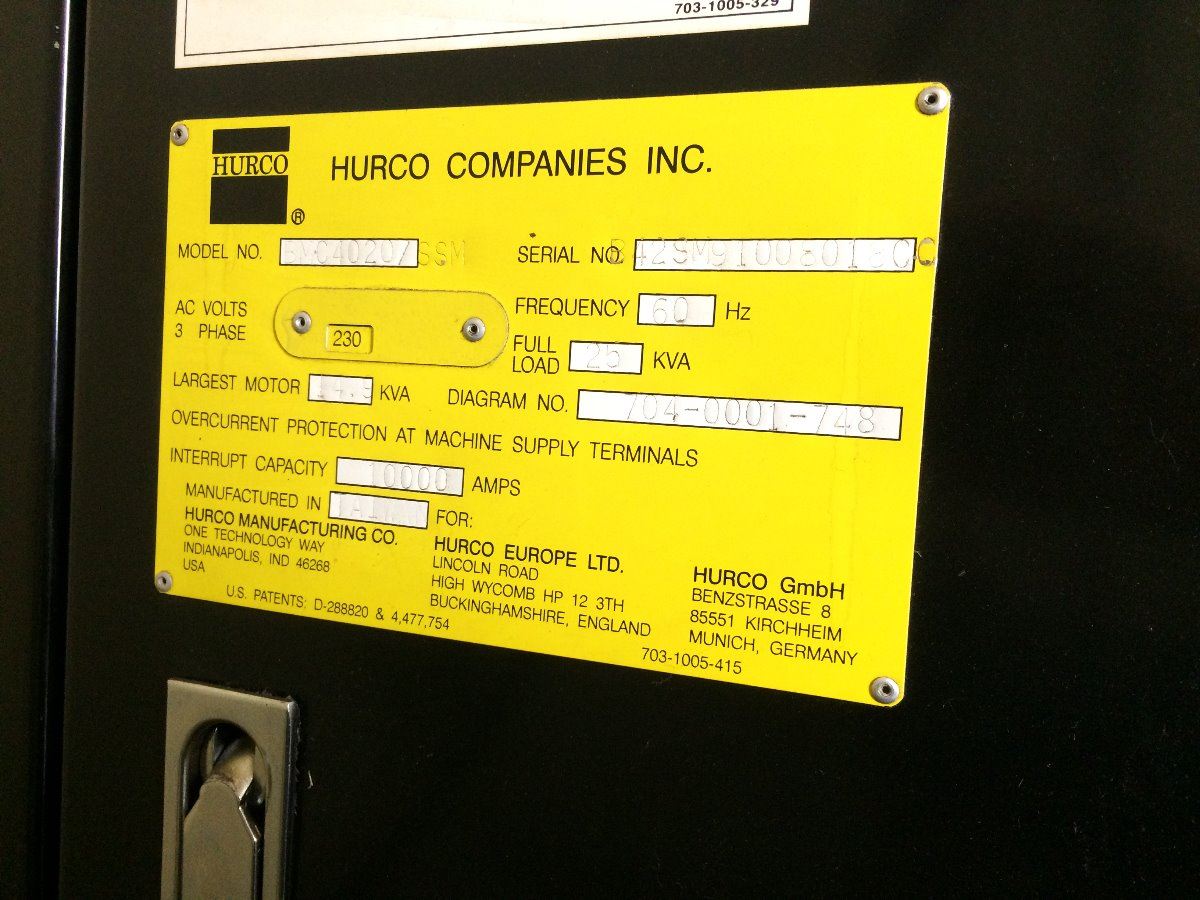 703-1005-329
HURCO
HURCO COMPANIES INC.
®
MODEL NO. BMC4020/SSM SERIAL NO.
AC VOLTS
3 PHASE
230
FREQUENCY 60 Hz
FULL
LOAD 25 KVA
LARGEST MOTOR 14.9 KVA DIAGRAM NO. 704-0001-748
OVERCURRENT PROTECTION AT MACHINE SUPPLY TERMINALS
INTERRUPT CAPACITY 10000 AMPS
MANUFACTURED IN FOR:
HURCO MANUFACTURING CO.
ONE TECHNOLOGY WAY
INDIANAPOLIS, IND 46268
USA
HURCO EUROPE LTD.
LINCOLN ROAD
HIGH WYCOMB HP 12 3TH
BUCKINGHAMSHIRE, ENGLAND
HURCO GmbH
BENZSTRASSE 8
85551 KIRCHHEIM
MUNICH, GERMANY
U.S. PATENTS: D-288820 & 4,477,754
703-1005-415